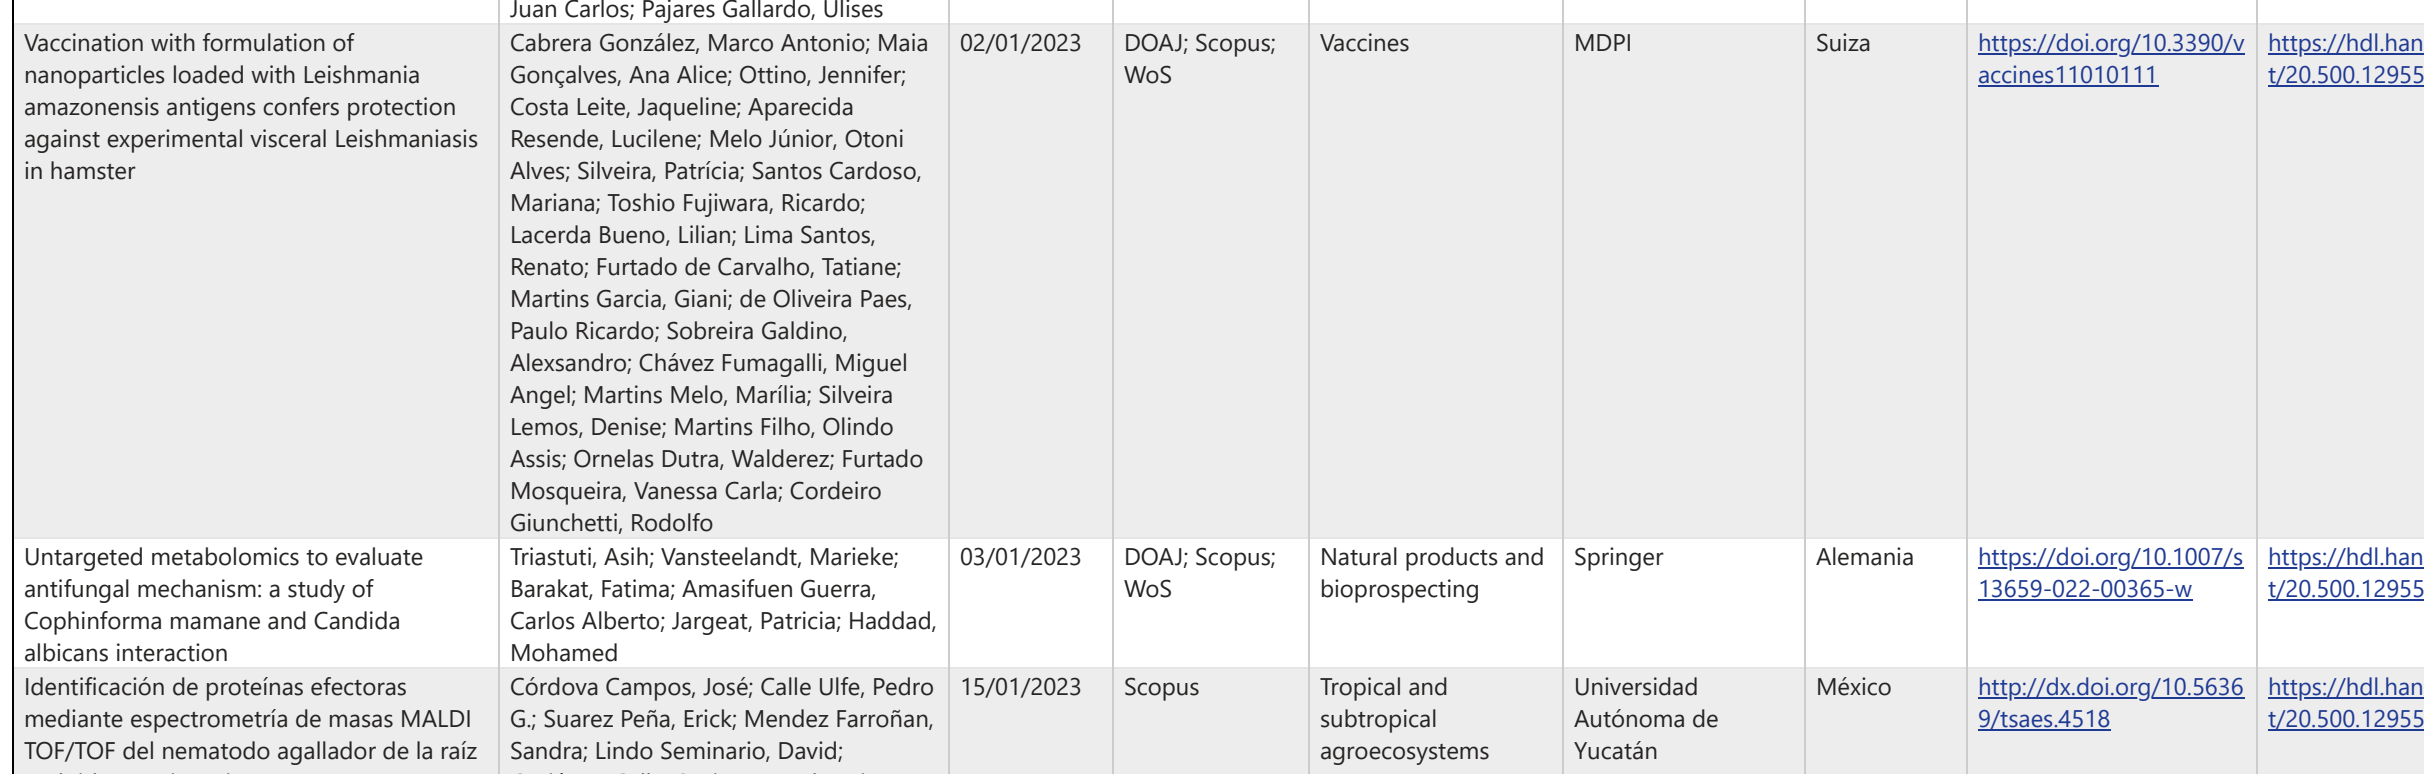 Juan Carlos; Pajares Gallardo, Ulises
Vaccination with formulation of
nanoparticles loaded with Leishmania
amazonensis antigens confers protection
against experimental visceral Leishmaniasis
in hamster
Cabrera González, Marco Antonio; Maia
Gonçalves, Ana Alice; Ottino, Jennifer;
Costa Leite, Jaqueline; Aparecida
Resende, Lucilene; Melo Júnior, Otoni
Alves; Silveira, Patrícia; Santos Cardoso,
Mariana; Toshio Fujiwara, Ricardo;
Lacerda Bueno, Lilian; Lima Santos,
Renato; Furtado de Carvalho, Tatiane;
Martins Garcia, Giani; de Oliveira Paes,
Paulo Ricardo; Sobreira Galdino,
Alexsandro; Chávez Fumagalli, Miguel
Angel; Martins Melo, Marília; Silveira
Lemos, Denise; Martins Filho, Olindo
Assis; Ornelas Dutra, Walderez; Furtado
Mosqueira, Vanessa Carla; Cordeiro
Giunchetti, Rodolfo
02/01/2023
DOAJ; Scopus;
WoS
Vaccines
MDPI
Suiza
https://doi.org/10.3390/v
accines11010111
https://hdl.han
t/20.500.12955
Untargeted metabolomics to evaluate
antifungal mechanism: a study of
Cophinforma mamane and Candida
albicans interaction
Triastuti, Asih; Vansteelandt, Marieke;
Barakat, Fatima; Amasifuen Guerra,
Carlos Alberto; Jargeat, Patricia; Haddad,
Mohamed
03/01/2023
DOAJ; Scopus;
WoS
Natural products and
bioprospecting
Springer
Alemania
https://doi.org/10.1007/s
13659-022-00365-w
https://hdl.han
t/20.500.12955
Identificación de proteínas efectoras
mediante espectrometría de masas MALDI
TOF/TOF del nematodo agallador de la raíz
Córdova Campos, José; Calle Ulfe, Pedro
G.; Suarez Peña, Erick; Mendez Farroñan,
Sandra; Lindo Seminario, David;
15/01/2023
Scopus
Tropical and
subtropical
agroecosystems
Universidad
Autónoma de
Yucatán
México
http://dx.doi.org/10.5636
9/tsaes.4518
https://hdl.han
t/20.500.12955